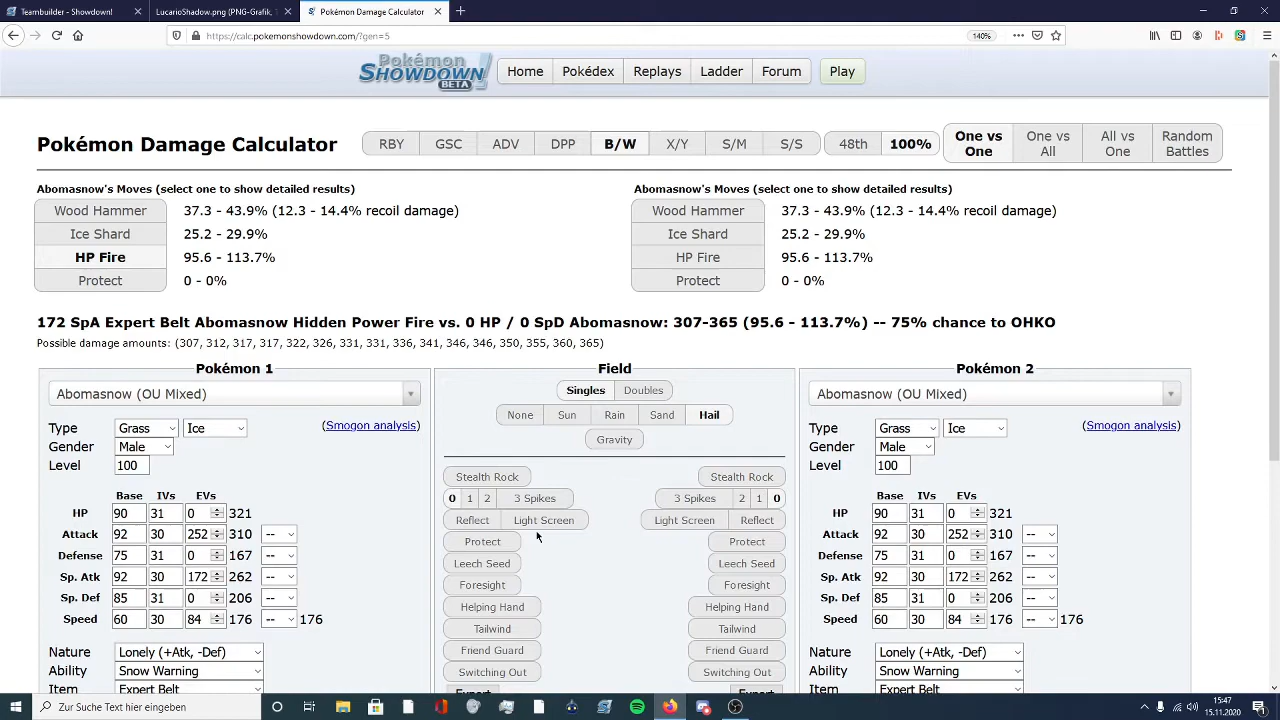 Teambuilder - Showdown!
LucarioShadow.png (PNG-Grafik, 3
Pokémon Damage Calculator
https://calc.pokemonshowdown.com/?gen=5
140%
Pokémon
SHOWDOWN!
BETA
Home Pokédex Replays Ladder Forum Play
Pokémon Damage Calculator
RBY GSC ADV DPP B/W X/Y S/M S/S
48th 100%
One vs One
One vs All
All vs One
Random Battles
Abomasnow's Moves (select one to show detailed results)
Wood Hammer 37.3 - 43.9% (12.3 - 14.4% recoil damage)
Ice Shard 25.2 - 29.9%
HP Fire 95.6 - 113.7%
Protect 0 - 0%
Abomasnow's Moves (select one to show detailed results)
Wood Hammer 37.3 - 43.9% (12.3 - 14.4% recoil damage)
Ice Shard 25.2 - 29.9%
HP Fire 95.6 - 113.7%
Protect 0 - 0%
172 SpA Expert Belt Abomasnow Hidden Power Fire vs. 0 HP / 0 SpD Abomasnow: 307-365 (95.6 - 113.7%) -- 75% chance to OHKO
Possible damage amounts: (307, 312, 317, 317, 322, 326, 331, 331, 336, 341, 346, 346, 350, 355, 360, 365)
Pokémon 1
Abomasnow (OU Mixed)
Type Grass Ice (Smogon analysis)
Gender Male
Level 100
Base IVs EVs
HP 90 31 0 321
Attack 92 30 252 310 --
Defense 75 31 0 167 --
Sp. Atk 92 30 172 262 --
Sp. Def 85 31 0 206 --
Speed 60 30 84 176 -- 176
Nature Lonely (+Atk, -Def)
Ability Snow Warning
Item Expert Belt
Field
Singles Doubles
None Sun Rain Sand Hail
Gravity
Stealth Rock Stealth Rock
0 1 2 3 Spikes 3 Spikes 2 1 0
Reflect Light Screen Light Screen Reflect
Protect Protect
Leech Seed Leech Seed
Foresight Foresight
Helping Hand Helping Hand
Tailwind Tailwind
Friend Guard Friend Guard
Switching Out Switching Out
Expert Expert
Pokémon 2
Abomasnow (OU Mixed)
Type Grass Ice (Smogon analysis)
Gender Male
Level 100
Base IVs EVs
HP 90 31 0 321
Attack 92 30 252 310 --
Defense 75 31 0 167 --
Sp. Atk 92 30 172 262 --
Sp. Def 85 31 0 206 --
Speed 60 30 84 176 -- 176
Nature Lonely (+Atk, -Def)
Ability Snow Warning
Item Expert Belt
Zur Suche Text hier eingeben
15:47
15.11.2020